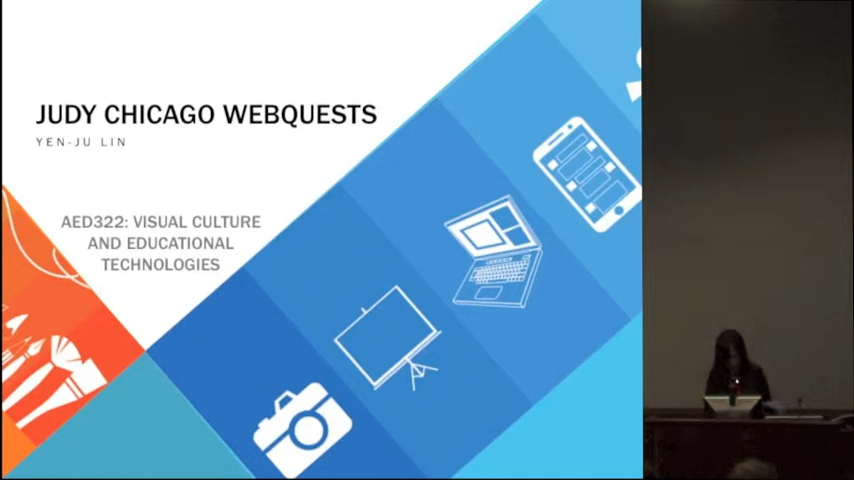 JUDY CHICAGO WEBQUESTS
YEN-JU LIN
AED322: VISUAL CULTURE
AND EDUCATIONAL
TECHNOLOGIES